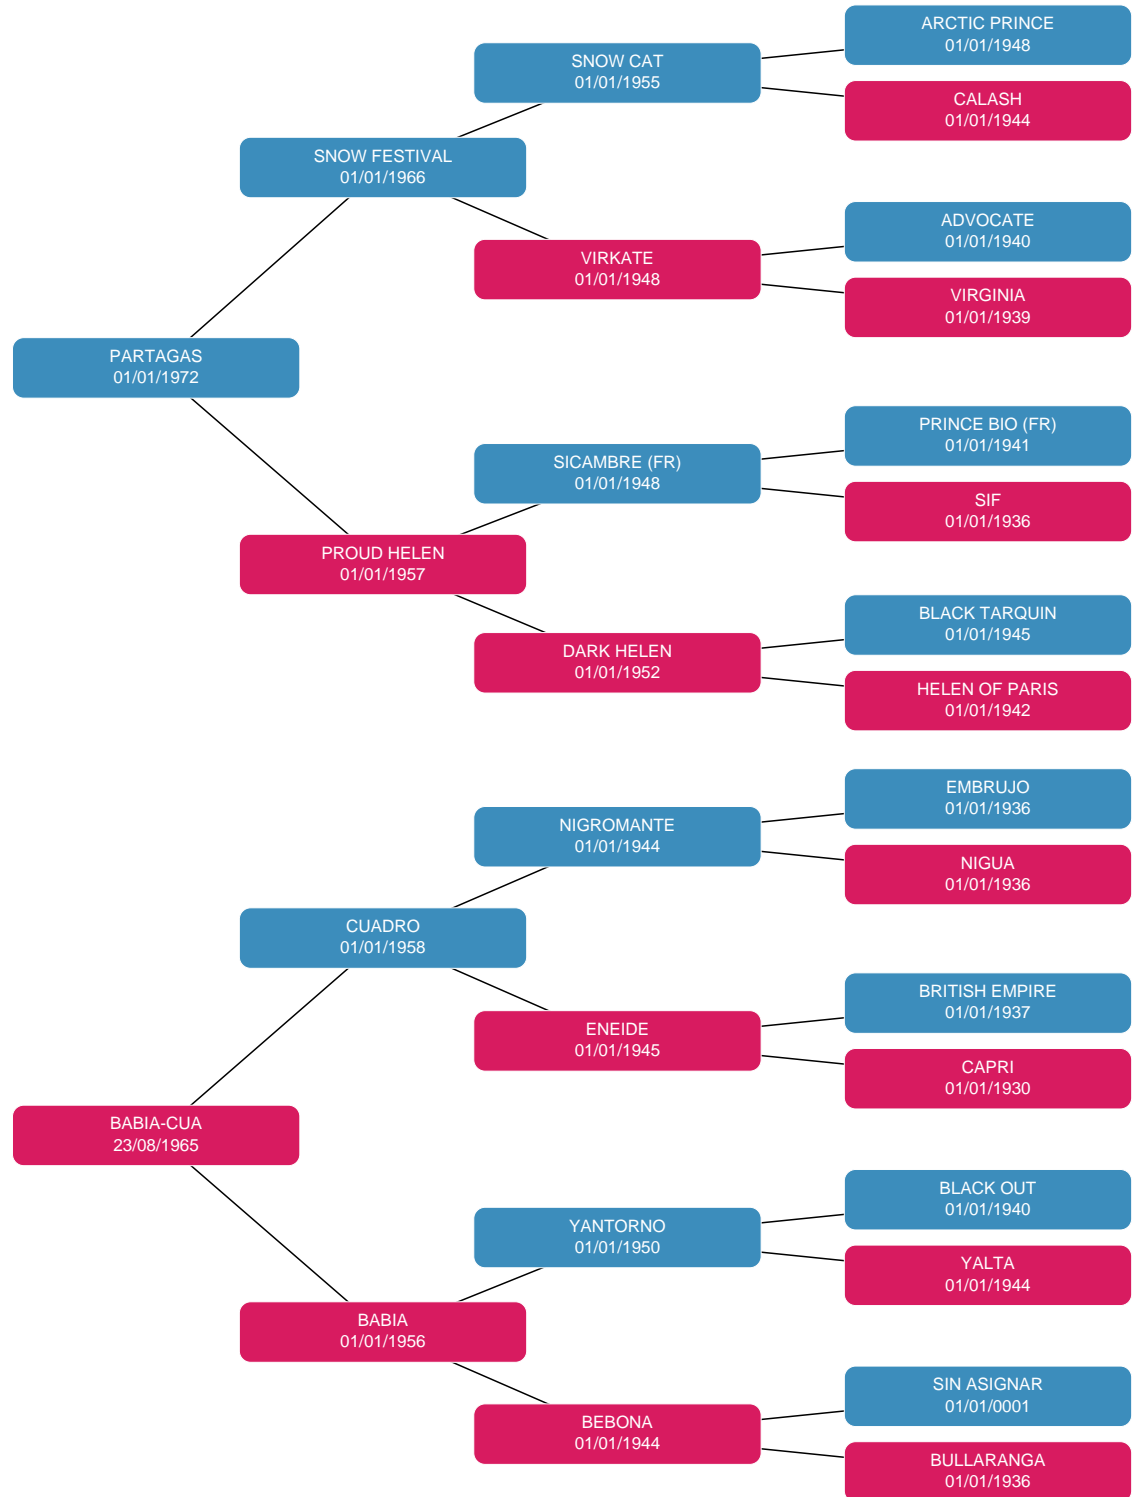 ARCTIC PRINCE
01/01/1948
SNOW CAT
01/01/1955
CALASH
01/01/1944
SNOW FESTIVAL
01/01/1966
ADVOCATE
01/01/1940
VIRKATE
01/01/1948
VIRGINIA
01/01/1939
PARTAGAS
01/01/1972
PRINCE BIO (FR)
01/01/1941
SICAMBRE (FR)
01/01/1948
SIF
01/01/1936
PROUD HELEN
01/01/1957
BLACK TARQUIN
01/01/1945
DARK HELEN
01/01/1952
HELEN OF PARIS
01/01/1942
EMBRUJO
01/01/1936
NIGROMANTE
01/01/1944
NIGUA
01/01/1936
CUADRO
01/01/1958
BRITISH EMPIRE
01/01/1937
ENEIDE
01/01/1945
CAPRI
01/01/1930
BABIA-CUA
23/08/1965
BLACK OUT
01/01/1940
YANTORNO
01/01/1950
YALTA
01/01/1944
BABIA
01/01/1956
SIN ASIGNAR
01/01/0001
BEBONA
01/01/1944
BULLARANGA
01/01/1936